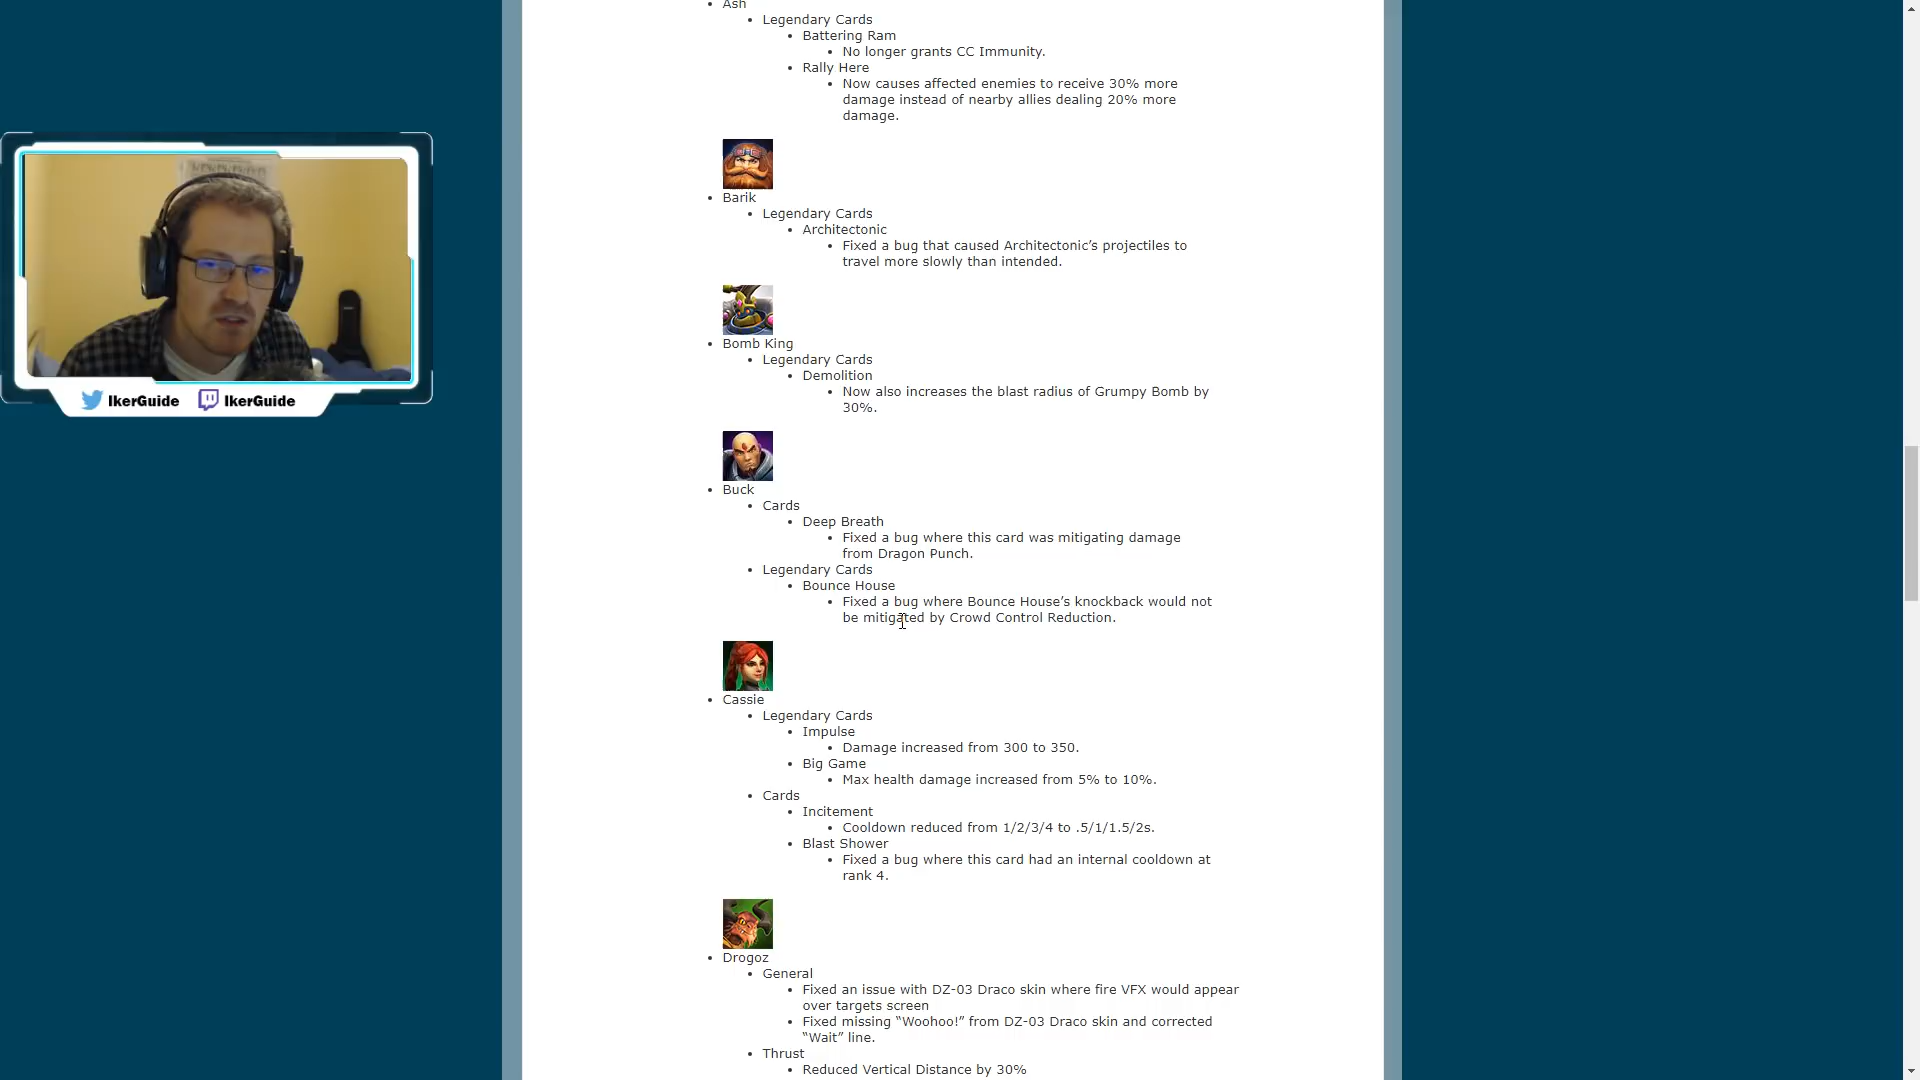 Ash
Legendary Cards
Battering Ram
No longer grants CC Immunity.
Rally Here
Now causes affected enemies to receive 30% more
damage instead of nearby allies dealing 20% more
damage.
Barik
Legendary Cards
Architectonic
Fixed a bug that caused Architectonic’s projectiles to
travel more slowly than intended.
Bomb King
Legendary Cards
Demolition
Now also increases the blast radius of Grumpy Bomb by
30%.
Buck
Cards
Deep Breath
Fixed a bug where this card was mitigating damage
from Dragon Punch.
Legendary Cards
Bounce House
Fixed a bug where Bounce House’s knockback would not
be mitigated by Crowd Control Reduction.
Cassie
Legendary Cards
Impulse
Damage increased from 300 to 350.
Big Game
Max health damage increased from 5% to 10%.
Cards
Incitement
Cooldown reduced from 1/2/3/4 to .5/1/1.5/2s.
Blast Shower
Fixed a bug where this card had an internal cooldown at
rank 4.
Drogoz
General
Fixed an issue with DZ-03 Draco skin where fire VFX would appear
over targets screen
Fixed missing “Woohoo!” from DZ-03 Draco skin and corrected
“Wait” line.
Thrust
Reduced Vertical Distance by 30%
IkerGuide IkerGuide